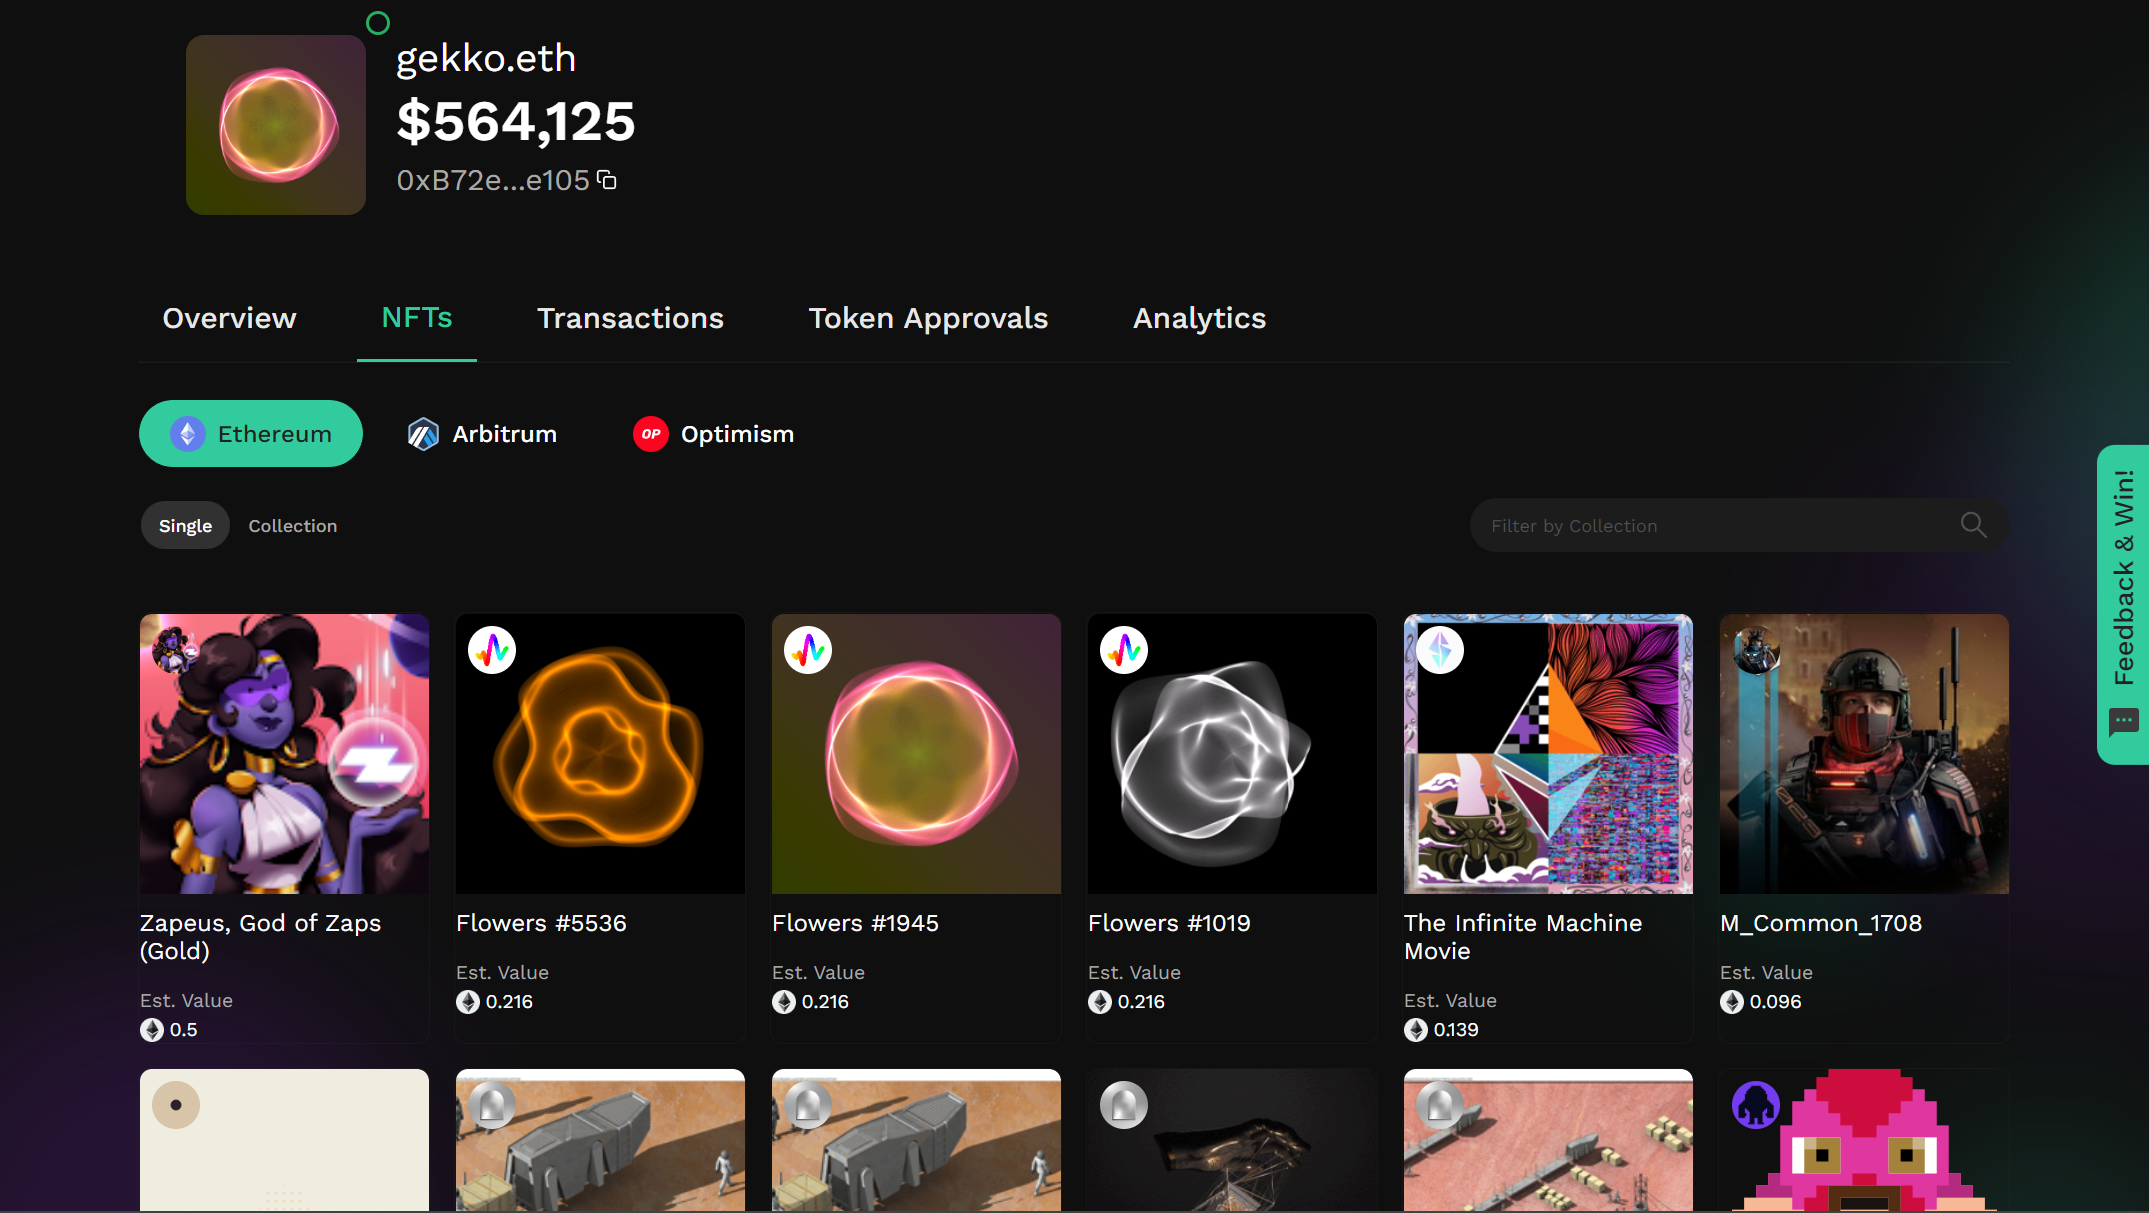 gekko.eth
$564,125
0xB72e...e105
Overview
NFTs
Transactions
Token Approvals
Analytics
Ethereum
OP
Arbitrum
Optimism
Single
Collection
Filter by Collection
Feedback & Win!
Zapeus, God of Zaps
(Gold)
Est. Value
0.5
Flowers #5536
Est. Value
0.216
Flowers #1945
Est. Value
0.216
Flowers #1019
Est. Value
0.216
The Infinite Machine
Movie
Est. Value
0.139
M_Common_1708
Est. Value
0.096